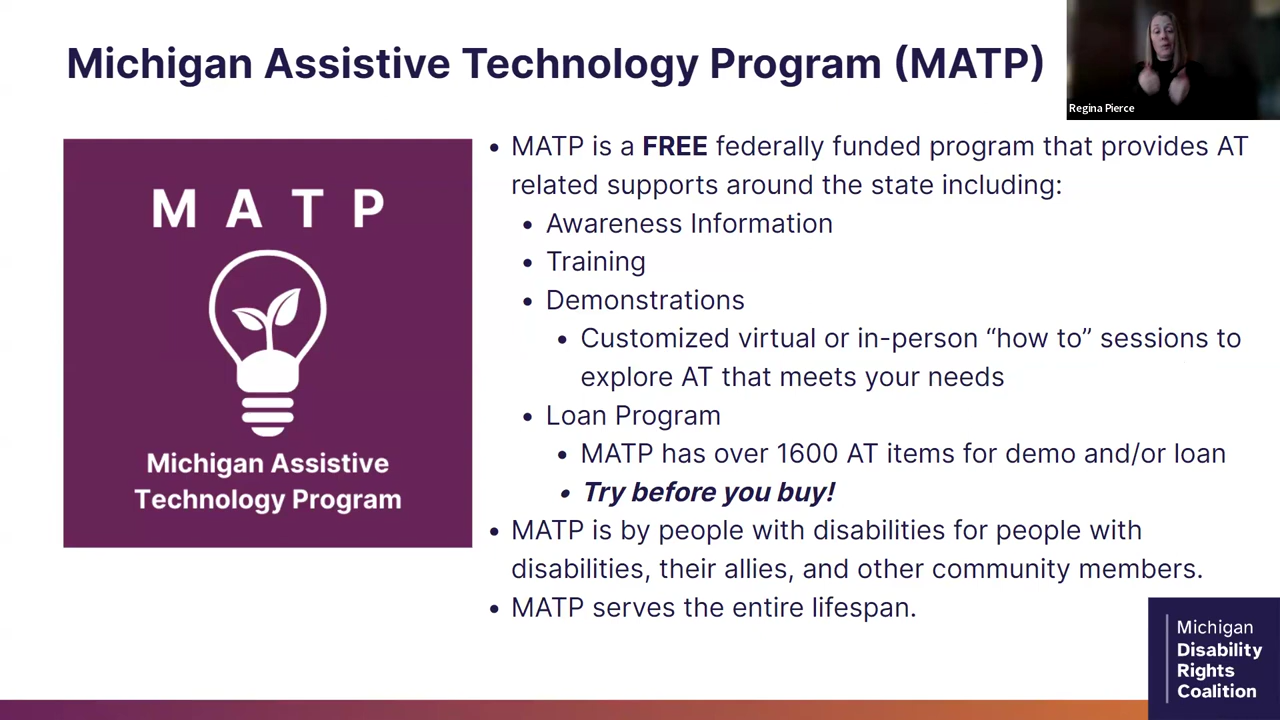 Michigan Assistive Technology Program (MATP)
Regina Pierce
M A T P
Michigan Assistive
Technology Program
• MATP is a FREE federally funded program that provides AT
related supports around the state including:
• Awareness Information
• Training
• Demonstrations
• Customized virtual or in-person “how to” sessions to
explore AT that meets your needs
• Loan Program
• MATP has over 1600 AT items for demo and/or loan
• Try before you buy!
• MATP is by people with disabilities for people with
disabilities, their allies, and other community members.
• MATP serves the entire lifespan.
Michigan
Disability
Rights
Coalition